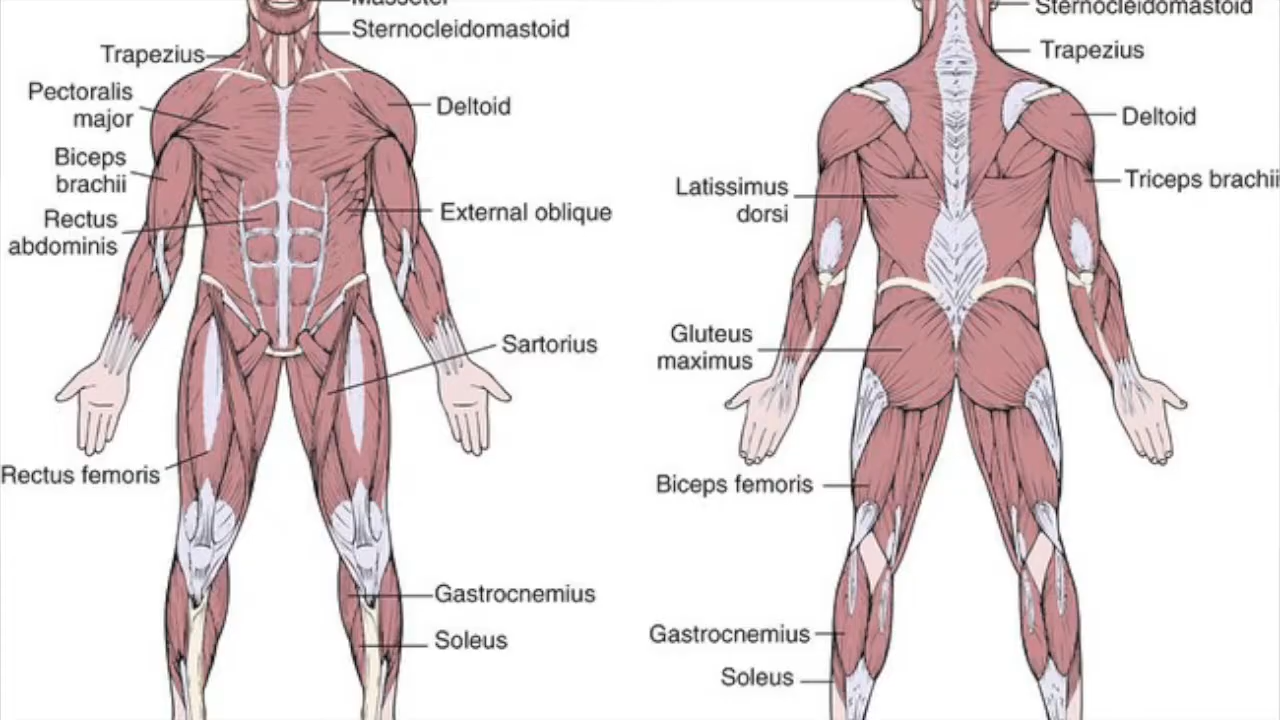 Masseter
Sternocleidomastoid
Trapezius
Pectoralis
major
Deltoid
Biceps
brachii
Rectus
abdominis
External oblique
Sartorius
Rectus femoris
Gastrocnemius
Soleus
Sternocleidomastoid
Trapezius
Deltoid
Triceps brachii
Latissimus
dorsi
Gluteus
maximus
Biceps femoris
Gastrocnemius
Soleus